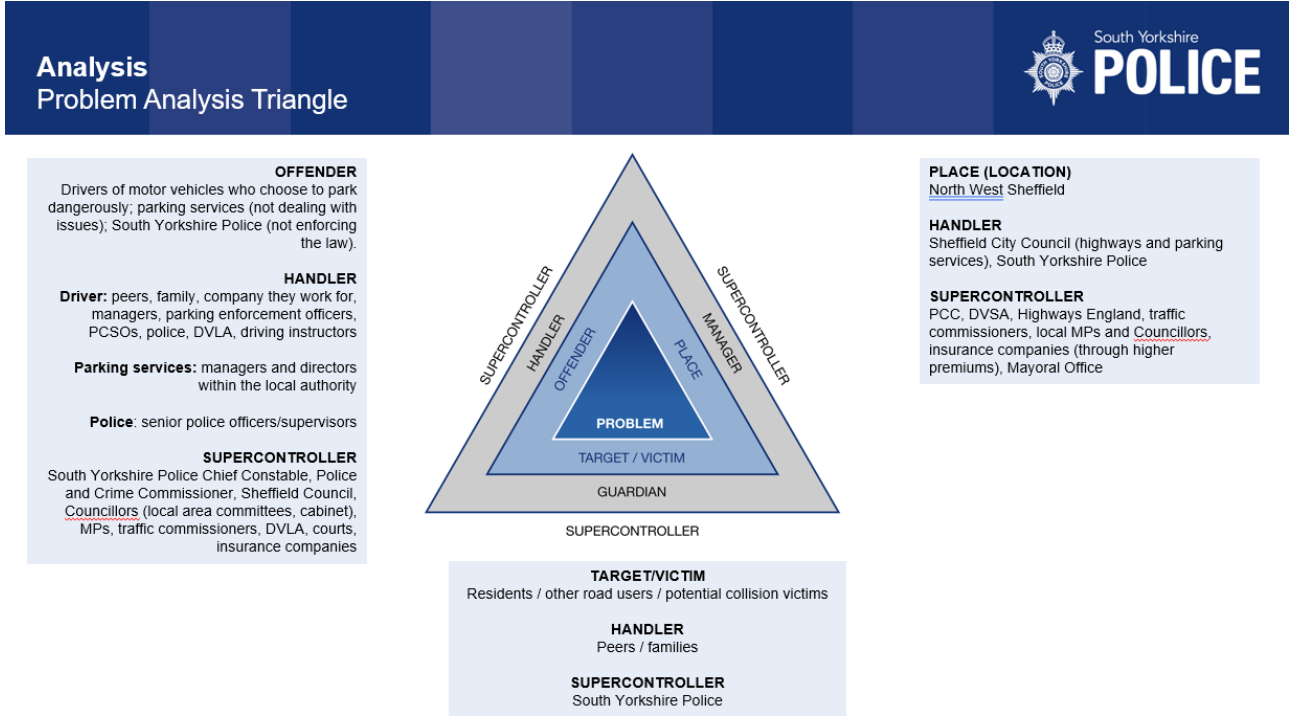 Analysis
Problem Analysis Triangle
South Yorkshire
POLICE
SOUTH YORKSHIRE
POLICE
OFFENDER
Drivers of motor vehicles who choose to park
dangerously; parking services (not dealing with
issues); South Yorkshire Police (not enforcing
the law).
HANDLER
Driver: peers, family, company they work for,
managers, parking enforcement officers,
PCSOs, police, DVLA, driving instructors
Parking services: managers and directors
within the local authority
Police: senior police officers/supervisors
SUPERCONTROLLER
South Yorkshire Police Chief Constable, Police
and Crime Commissioner, Sheffield Council,
Councillors (local area committees, cabinet),
MPs, traffic commissioners, DVLA, courts,
insurance companies
SUPERCONTROLLER
HANDLER
OFFENDER
PROBLEM
PLACE
MANAGER
SUPERCONTROLLER
TARGET / VICTIM
GUARDIAN
SUPERCONTROLLER
PLACE (LOCATION)
North West Sheffield
HANDLER
Sheffield City Council (highways and parking
services), South Yorkshire Police
SUPERCONTROLLER
PCC, DVSA, Highways England, traffic
commissioners, local MPs and Councillors,
insurance companies (through higher
premiums), Mayoral Office
TARGET/VICTIM
Residents / other road users / potential collision victims
HANDLER
Peers / families
SUPERCONTROLLER
South Yorkshire Police